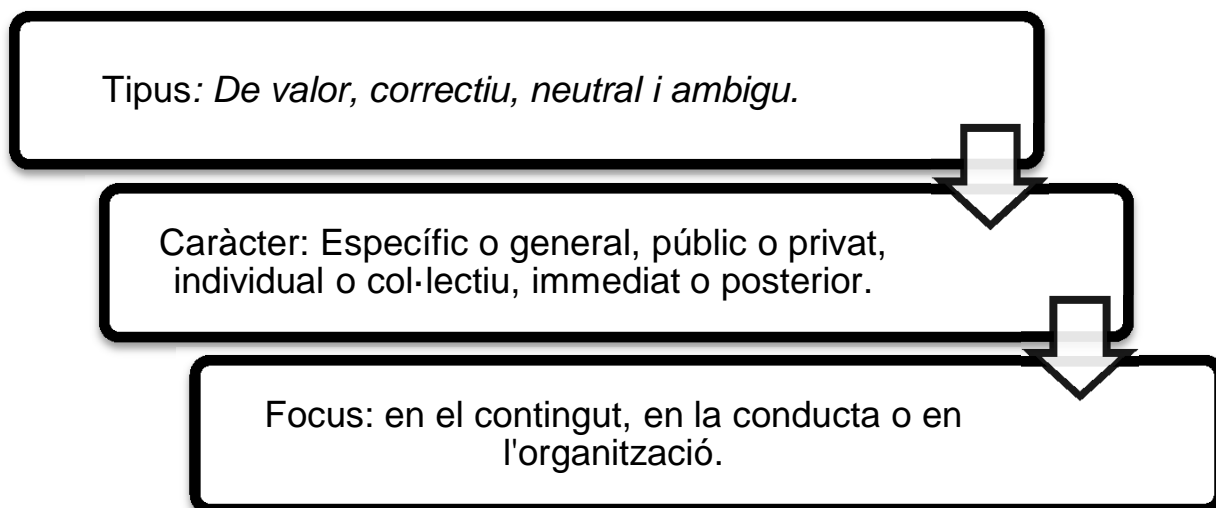 Tipus: De valor, correctiu, neutral i ambigu.
Caràcter: Específic o general, públic o privat,
individual o col·lectiu, immediat o posterior.
Focus: en el contingut, en la conducta o en
l'organització.